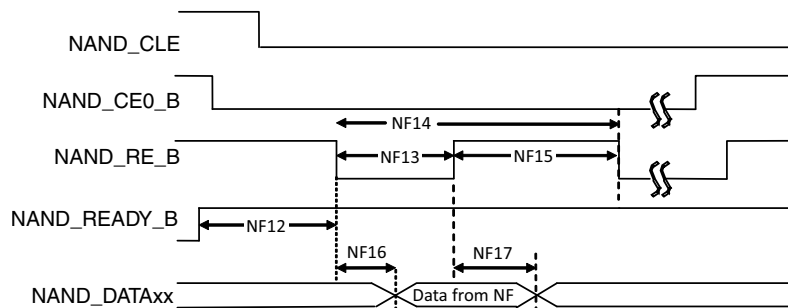 NAND_CLE
NAND_CE0_B
NF14
NAND_RE_B
NF13
NF15
NAND_READY_B
NF12
NF16
NF17
NAND_DATAxx
Data from NF